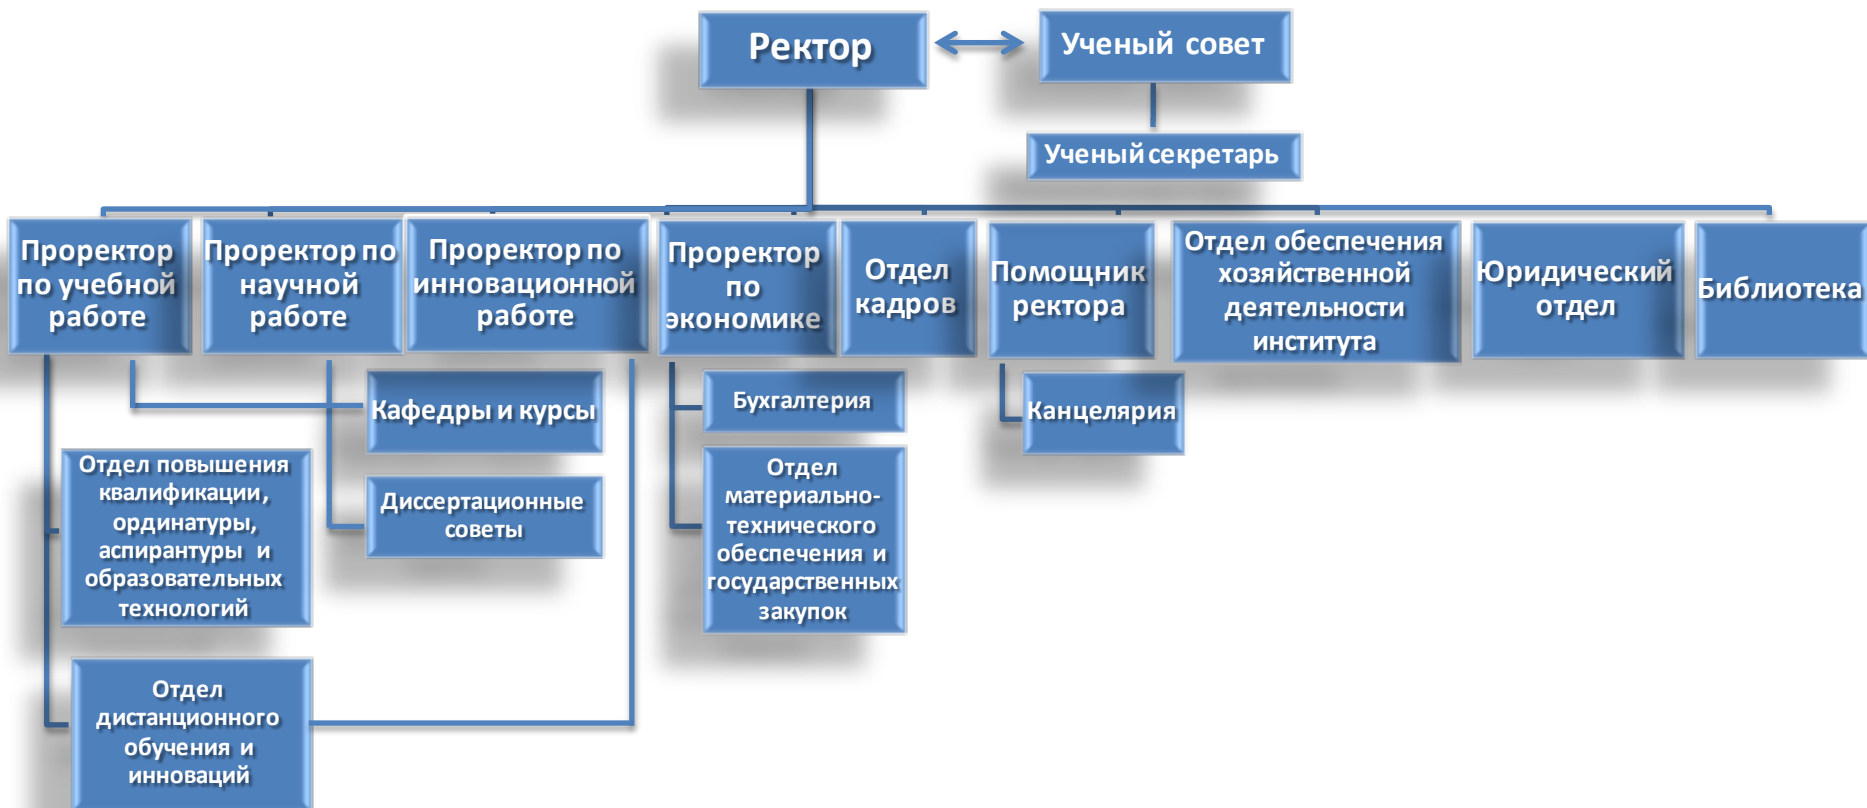 Ректор
Ученый совет
Ученый секретарь
Проректор
по учебной
работе
Проректор по
научной
работе
Проректор по
инновационной
работе
Проректор
по
экономике
Отдел
кадров
Помощник
ректора
Отдел обеспечения
хозяйственной
деятельности
института
Юридический
отдел
Библиотека
Кафедры и курсы
Бухгалтерия
Канцелярия
Отдел повышения
квалификации,
ординатуры,
аспирантуры и
образовательных
технологий
Диссертационные
советы
Отдел
материально-
технического
обеспечения и
государственных
закупок
Отдел
дистанционного
обучения и
инноваций